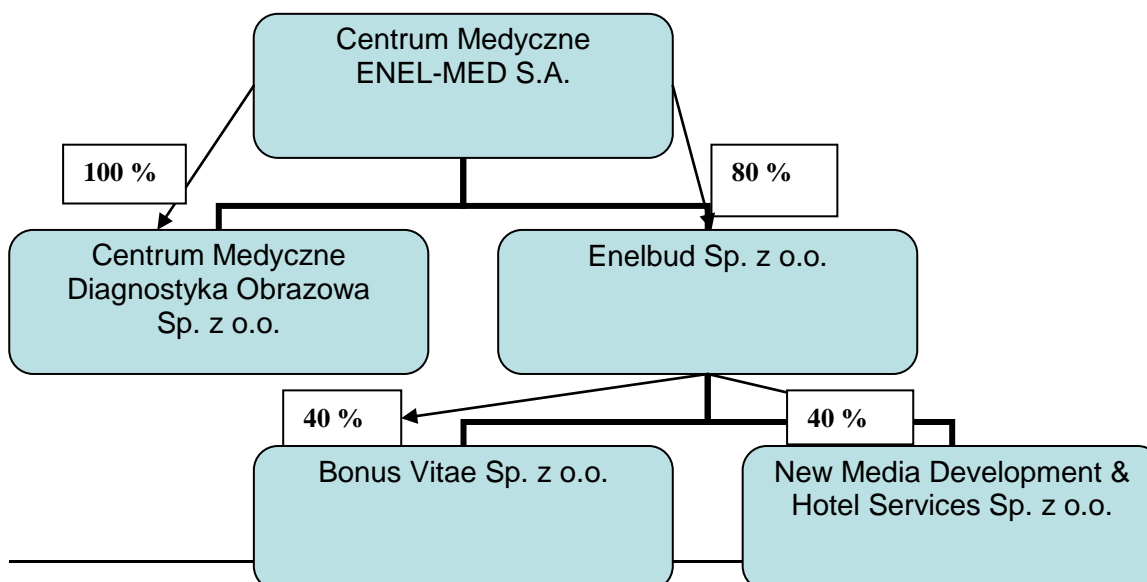 Centrum Medyczne
ENEL-MED S.A.
100 %
80 %
Centrum Medyczne
Diagnostyka Obrazowa
Sp. z o.o.
Enelbud Sp. z o.o.
40 %
40 %
Bonus Vitae Sp. z o.o.
New Media Development &
Hotel Services Sp. z o.o.